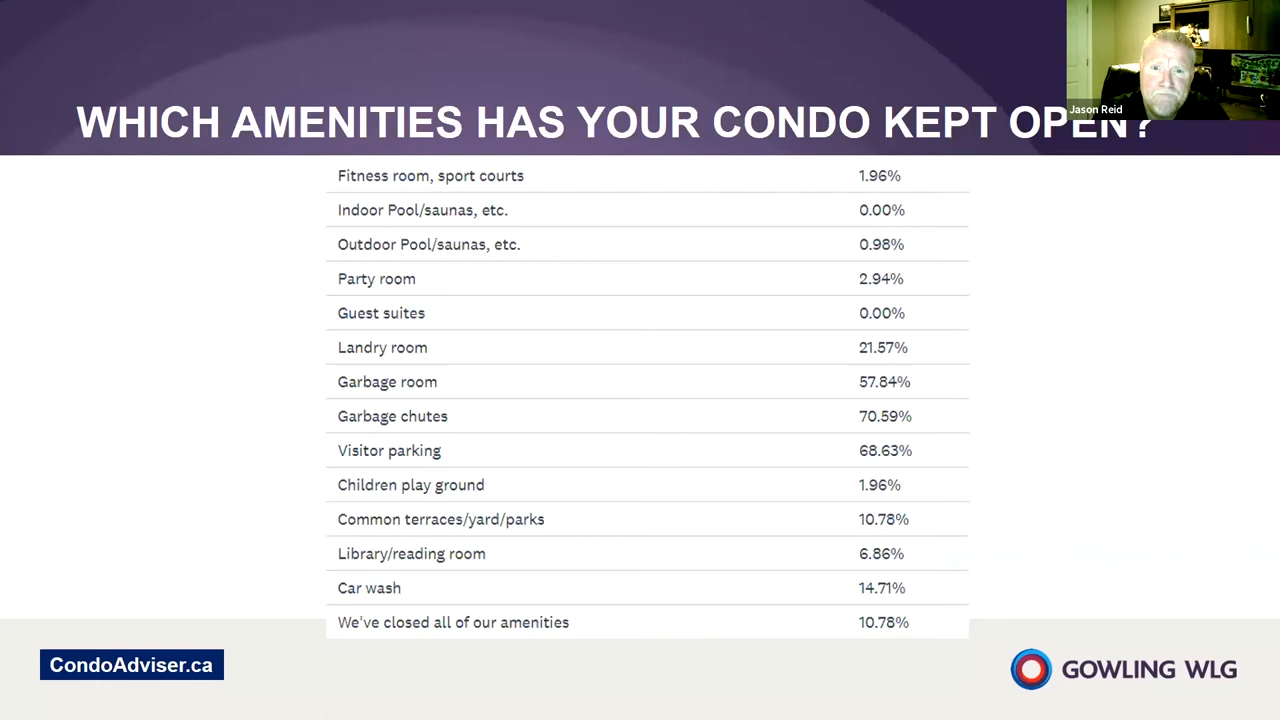 Jason Reid
WHICH AMENITIES HAS YOUR CONDO KEPT OPEN?
Fitness room, sport courts 1.96%
Indoor Pool/saunas, etc. 0.00%
Outdoor Pool/saunas, etc. 0.98%
Party room 2.94%
Guest suites 0.00%
Landry room 21.57%
Garbage room 57.84%
Garbage chutes 70.59%
Visitor parking 68.63%
Children play ground 1.96%
Common terraces/yard/parks 10.78%
Library/reading room 6.86%
Car wash 14.71%
We've closed all of our amenities 10.78%
CondoAdviser.ca
GOWLING WLG